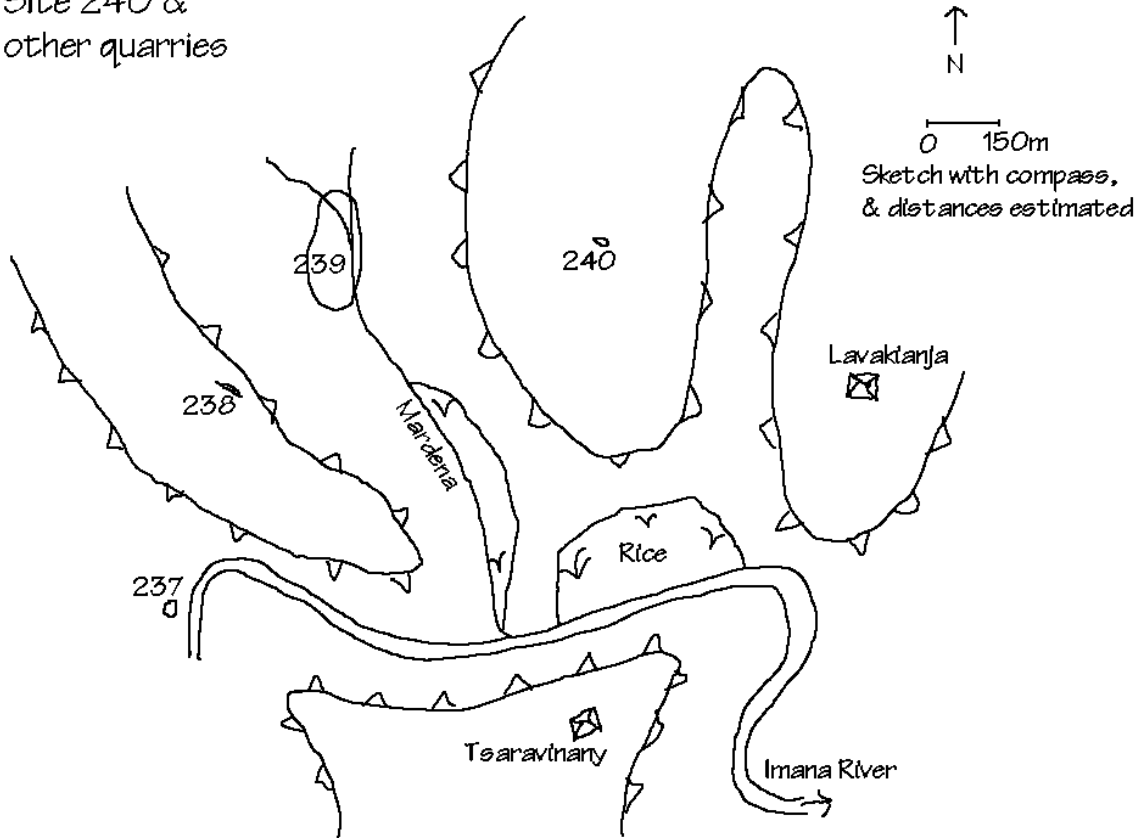 Site 240 &
other quarries
N
0 150m
Sketch with compass,
& distances estimated
239
240
238
Lavakianja
Mardena
Rice
237
Tsaravinany
Imana River